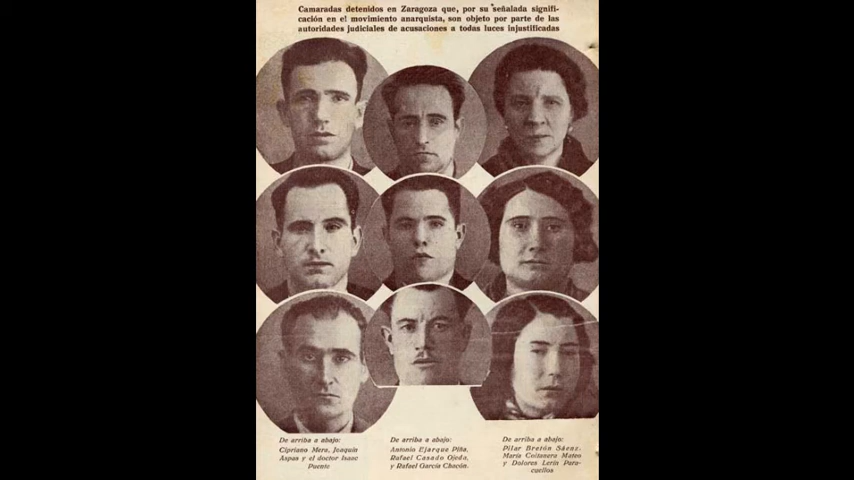 Camaradas detenidos en Zaragoza que, por su señalada signifi-
cación en el movimiento anarquista, son objeto por parte de las
autoridades judiciales de acusaciones a todas luces injustificadas
De arriba a abajo:
Cipriano Mera, Joaquín
Aspas y el doctor Isaac
Puente
De arriba a abajo:
Antonio Ejarque Piña,
Rafael Casado Ojeda,
y Rafael García Chacón.
De arriba a abajo:
Pilar Bretón Sáenz,
María Coitanera Mateo
y Dolores Lerín Para-
cuellos